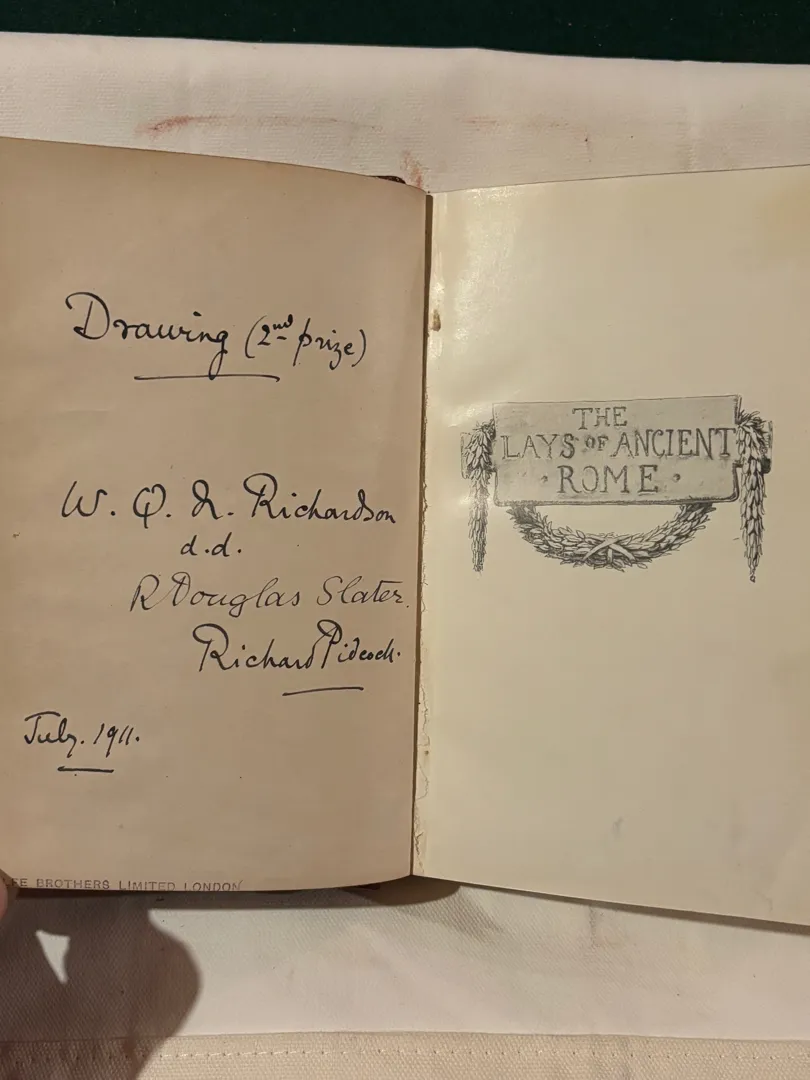 Drawing (2nd prize)
W. Q. N. Richardson
d.d.
R Douglas Slater.
Richard Pidcock.
July. 1911.
BROTHERS LIMITED LONDON
THE
LAYS OF ANCIENT
· ROME ·